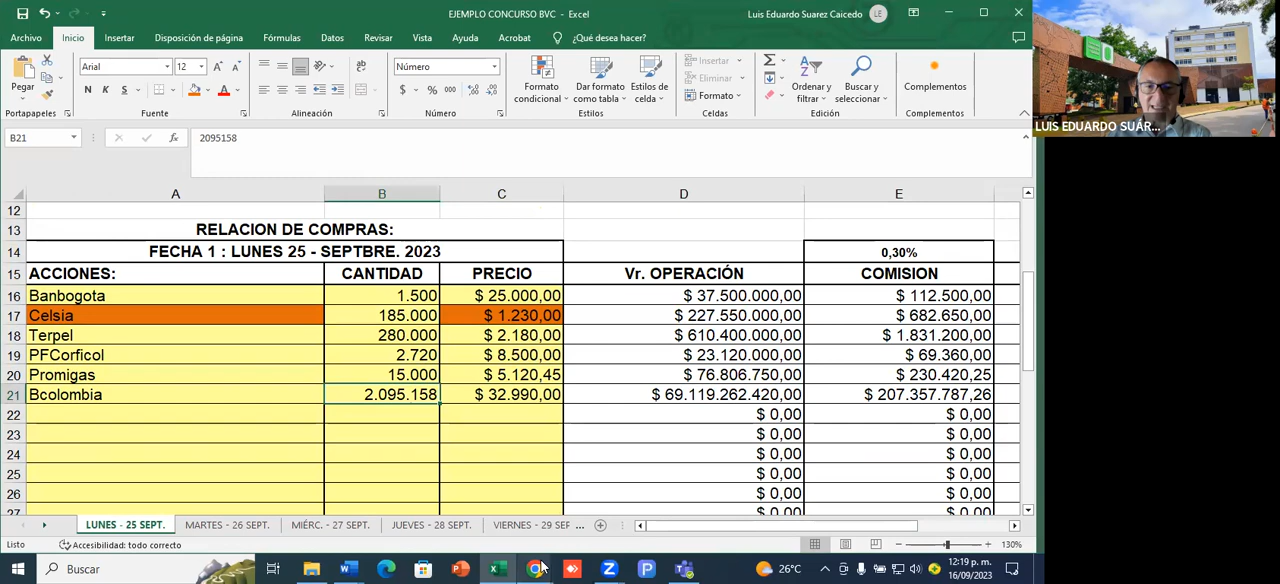 EJEMPLO CONCURSO BVC - Excel
Luis Eduardo Suarez Caicedo
LE
Archivo Inicio Insertar Disposición de página Fórmulas Datos Revisar Vista Ayuda Acrobat ¿Qué desea hacer?
Pegar
Arial 12
N K S
Número
Formato condicional
Dar formato como tabla
Estilos de celda
Insertar
Eliminar
Formato
Ordenar y filtrar
Buscar y seleccionar
Complementos
Portapapeles Fuente Alineación Número Estilos Celdas Edición Complementos
LUIS EDUARDO SUÁR...
B21 fx 2095158
A B C D E
12
13 RELACION DE COMPRAS:
14 FECHA 1 : LUNES 25 - SEPTBRE. 2023 0,30%
15 ACCIONES: CANTIDAD PRECIO Vr. OPERACIÓN COMISION
16 Banbogota 1.500 $ 25.000,00 $ 37.500.000,00 $ 112.500,00
17 Celsia 185.000 $ 1.230,00 $ 227.550.000,00 $ 682.650,00
18 Terpel 280.000 $ 2.180,00 $ 610.400.000,00 $ 1.831.200,00
19 PFCorficol 2.720 $ 8.500,00 $ 23.120.000,00 $ 69.360,00
20 Promigas 15.000 $ 5.120,45 $ 76.806.750,00 $ 230.420,25
21 Bcolombia 2.095.158 $ 32.990,00 $ 69.119.262.420,00 $ 207.357.787,26
22 $ 0,00 $ 0,00
23 $ 0,00 $ 0,00
24 $ 0,00 $ 0,00
25 $ 0,00 $ 0,00
26 $ 0,00 $ 0,00
27 $ 0,00 $ 0,00
LUNES - 25 SEPT. MARTES - 26 SEPT. MIÉRC. - 27 SEPT. JUEVES - 28 SEPT. VIERNES - 29 SEP ...
Listo Accesibilidad: todo correcto 130%
Buscar 26°C 12:19 p. m.
16/09/2023